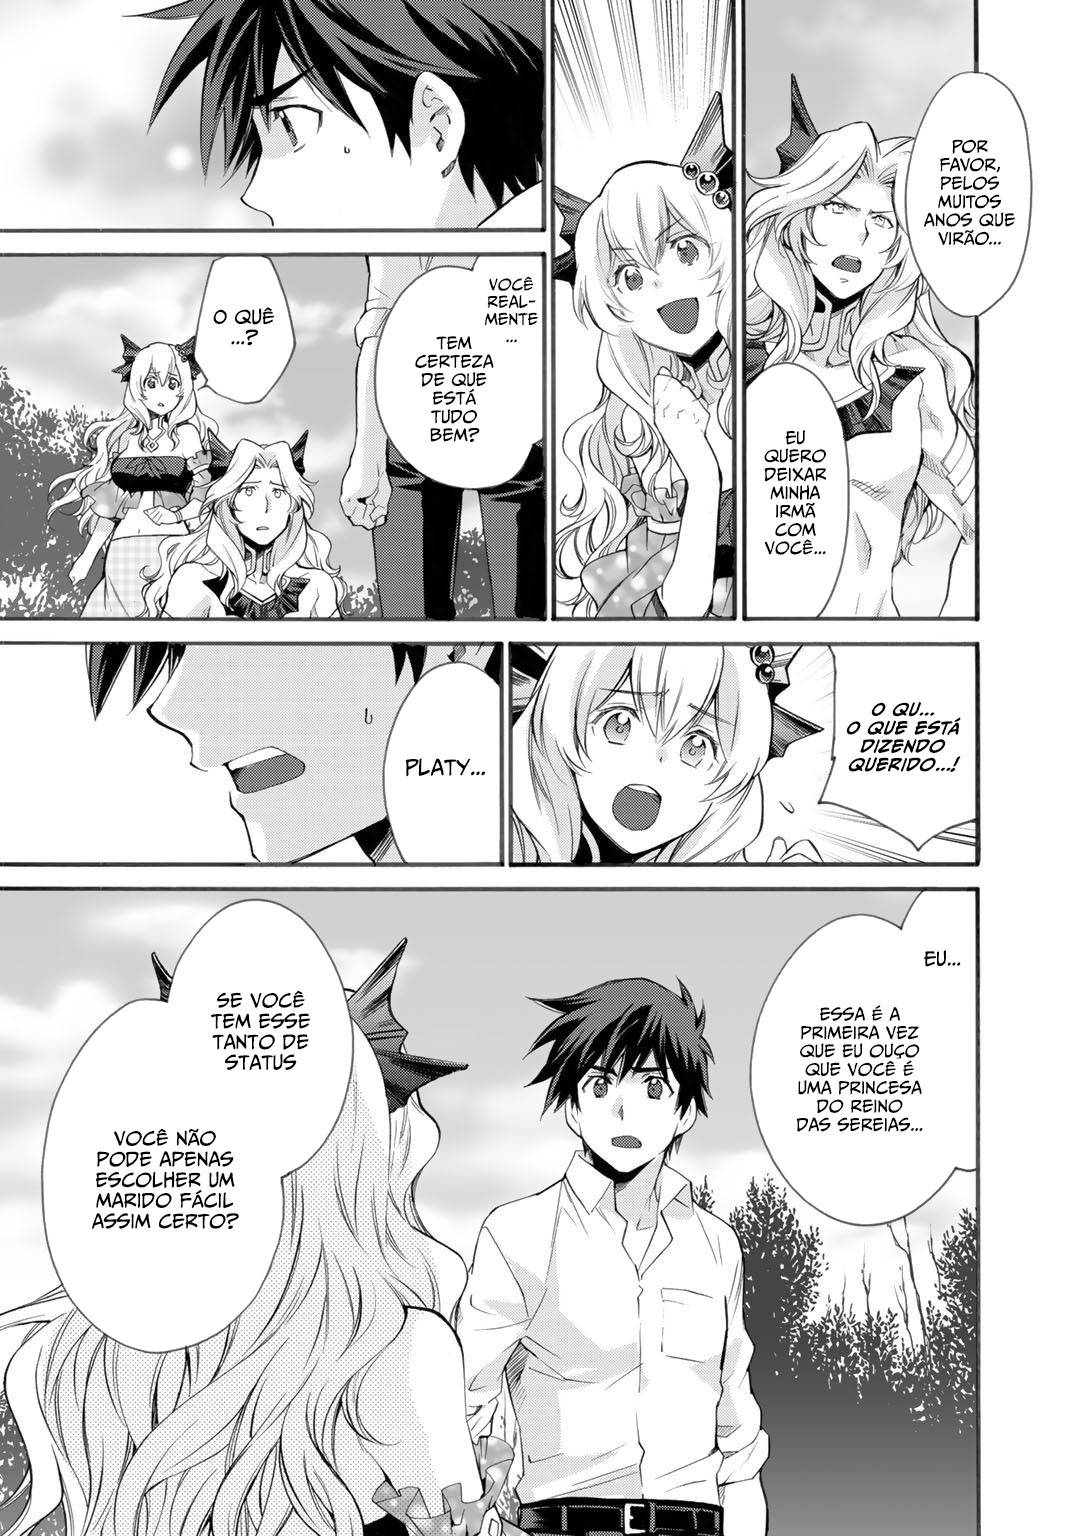 POR
FAVOR,
PELOS
MUITOS
ANOS QUE
VIRÃO...
EU
QUERO
DEIXAR
MINHA
IRMÃ
COM
VOCÊ...
VOCÊ
REAL-
MENTE
...
TEM
CERTEZA
DE QUE
ESTÁ
TUDO
BEM?
O QUÊ
...?
O QU...
O QUE ESTÁ
DIZENDO
QUERIDO...!
PLATY...
EU...
ESSA É A
PRIMEIRA VEZ
QUE EU OUÇO
QUE VOCÊ É
UMA PRINCESA
DO REINO
DAS SEREIAS...
SE VOCÊ
TEM ESSE
TANTO DE
STATUS
VOCÊ NÃO
PODE APENAS
ESCOLHER UM
MARIDO FÁCIL
ASSIM CERTO?